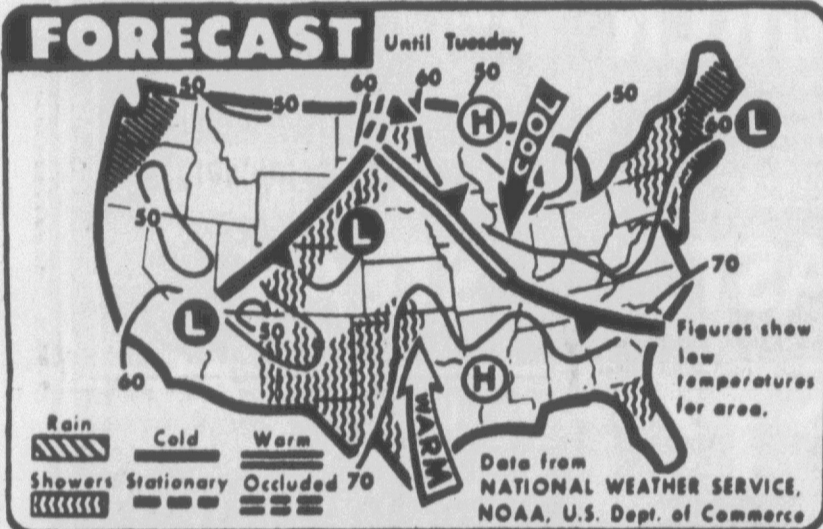 FORECAST
Until Tuesday
50
50
60
60
50
50
H
COOL
60
L
50
L
70
L
50
Figures show
low
temperatures
for area.
60
H
WARM
70
Rain
Cold
Warm
Showers
Stationary
Occluded
Data from
NATIONAL WEATHER SERVICE,
NOAA, U.S. Dept. of Commerce